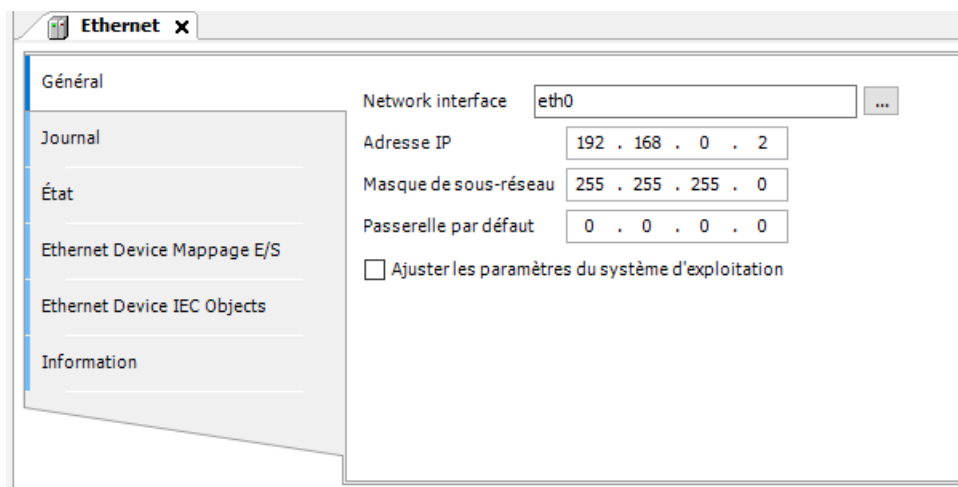 Ethernet
Général
Journal
État
Ethernet Device Mappage E/S
Ethernet Device IEC Objects
Information
Network interface eth0 ...
Adresse IP 192 . 168 . 0 . 2
Masque de sous-réseau 255 . 255 . 255 . 0
Passerelle par défaut 0 . 0 . 0 . 0
Ajuster les paramètres du système d'exploitation